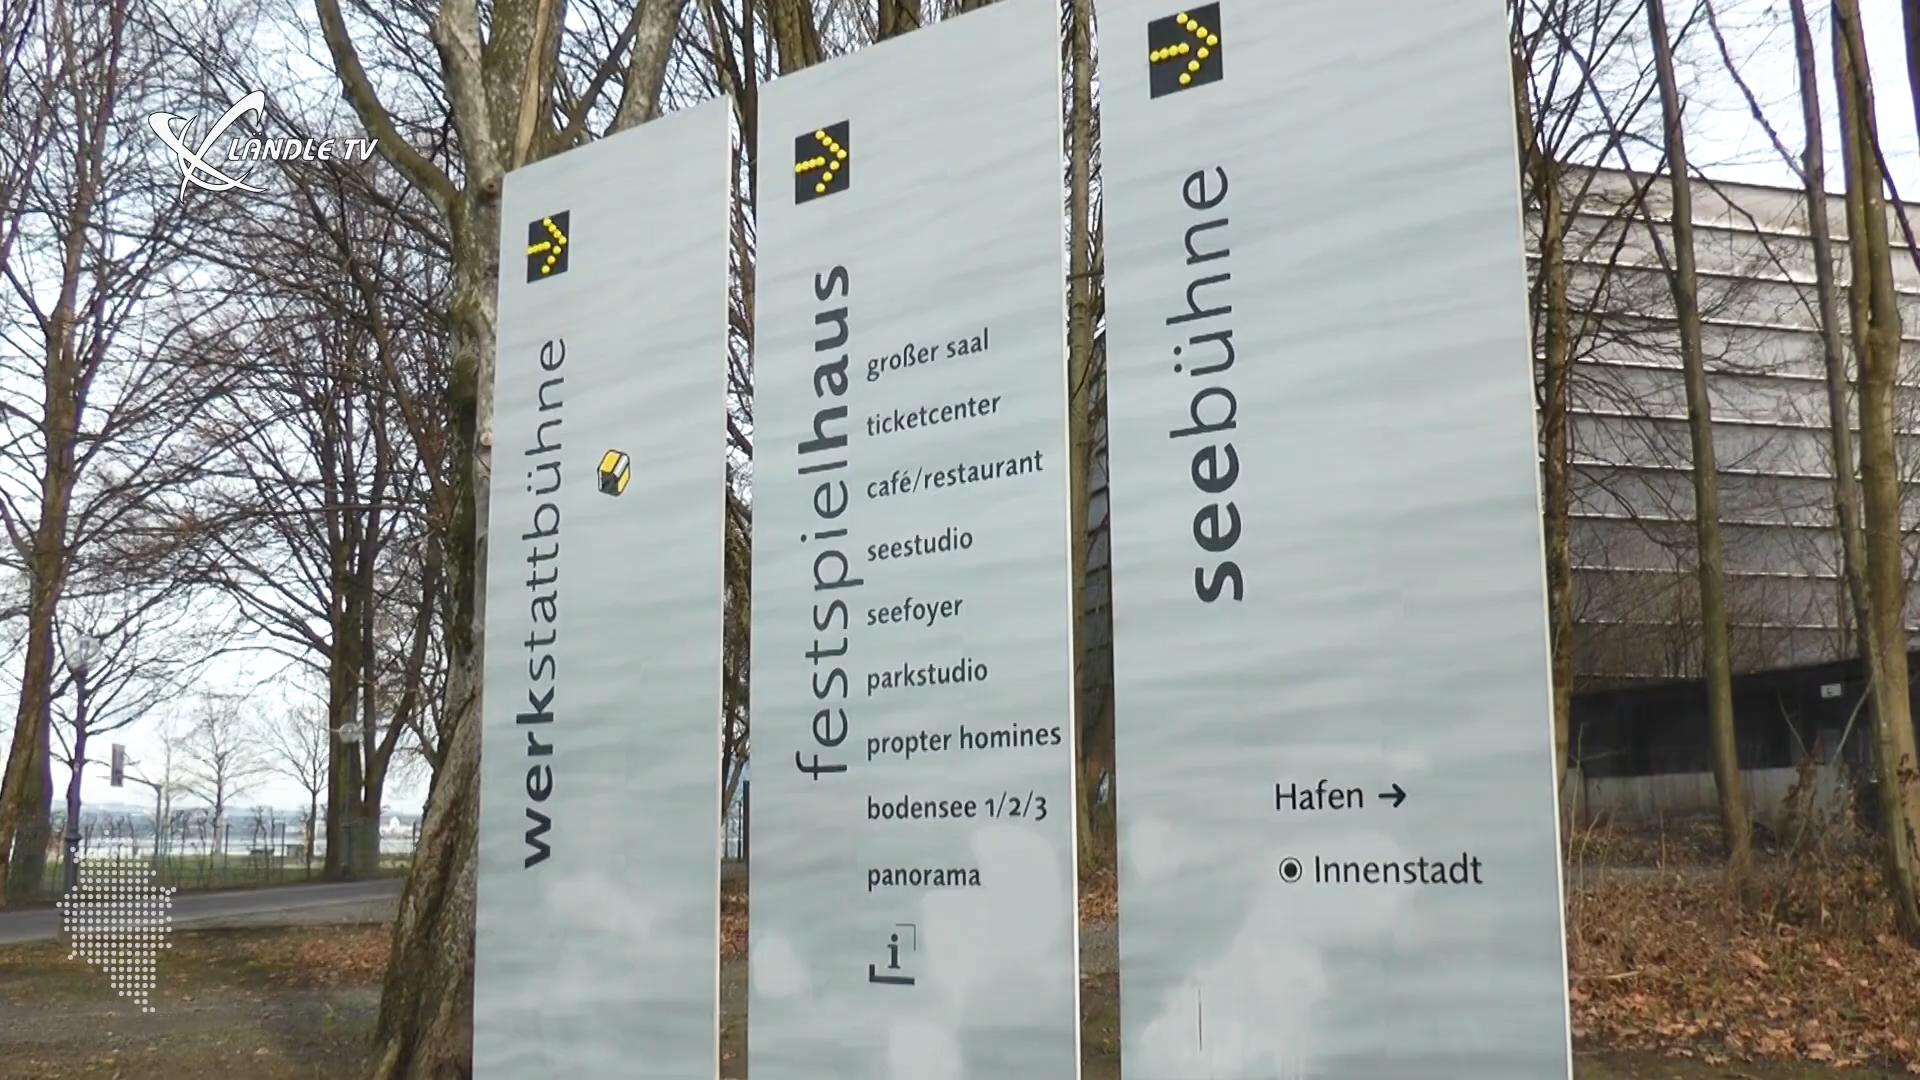 LÄNDLE TV
werkstattbühne
festspielhaus
großer saal
ticketcenter
café/restaurant
seestudio
seefoyer
parkstudio
propter homines
bodensee 1/2/3
panorama
i
seebühne
Hafen →
Innenstadt